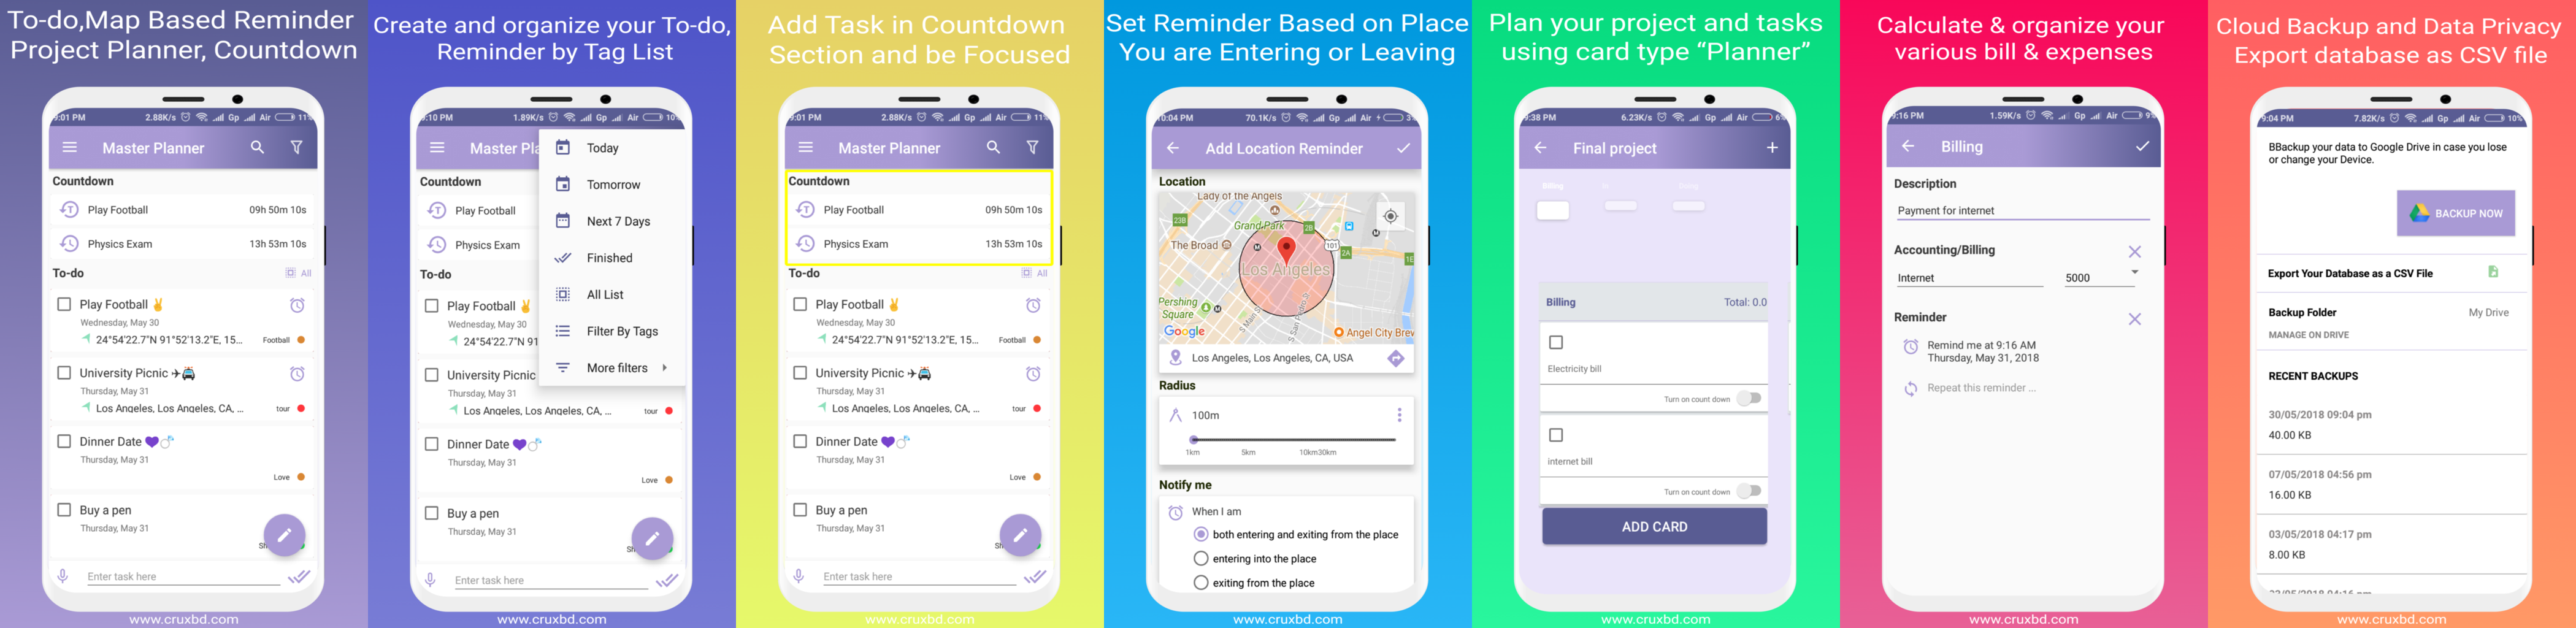 To-do,Map Based Reminder
Project Planner, Countdown
9:01 PM 2.88K/s Gp Air 11%
Master Planner
Countdown
Play Football 09h 50m 10s
Physics Exam 13h 53m 10s
To-do All
Play Football
Wednesday, May 30
24°54'22.7"N 91°52'13.2"E, 15... Football
University Picnic
Thursday, May 31
Los Angeles, Los Angeles, CA, ... tour
Dinner Date
Thursday, May 31
Love
Buy a pen
Thursday, May 31
Enter task here
www.cruxbd.com
Create and organize your To-do,
Reminder by Tag List
9:10 PM 1.89K/s Gp Air 10%
Master Pla
Countdown
Play Football
Physics Exam
To-do
Play Football
Wednesday, May 30
24°54'22.7"N 91
University Picnic
Thursday, May 31
Los Angeles, Los Angeles, CA, ... tour
Dinner Date
Thursday, May 31
Love
Buy a pen
Thursday, May 31
Enter task here
Today
Tomorrow
Next 7 Days
Finished
All List
Filter By Tags
More filters
www.cruxbd.com
Add Task in Countdown
Section and be Focused
9:01 PM 2.88K/s Gp Air 11%
Master Planner
Countdown
Play Football 09h 50m 10s
Physics Exam 13h 53m 10s
To-do All
Play Football
Wednesday, May 30
24°54'22.7"N 91°52'13.2"E, 15... Football
University Picnic
Thursday, May 31
Los Angeles, Los Angeles, CA, ... tour
Dinner Date
Thursday, May 31
Love
Buy a pen
Thursday, May 31
Enter task here
www.cruxbd.com
Set Reminder Based on Place
You are Entering or Leaving
10:04 PM 70.1K/s Gp Air 3%
Add Location Reminder
Location
Lady of the Angels
23B
Grand Park
2B
The Broad
101
2A
1E
Los Angeles
Pershing
Square
S Main S
S San Pedro St
Google
Angel City Brev
Los Angeles, Los Angeles, CA, USA
Radius
100m
1km 5km 10km30km
Notify me
When I am
both entering and exiting from the place
entering into the place
exiting from the place
www.cruxbd.com
Plan your project and tasks
using card type “Planner”
9:38 PM 6.23K/s Gp Air 6%
Final project
Billing
Billing Total: 0.0
Electricity bill
Turn on count down
internet bill
Turn on count down
ADD CARD
www.cruxbd.com
Calculate & organize your
various bill & expenses
9:16 PM 1.59K/s Gp Air 9%
Billing
Description
Payment for internet
Accounting/Billing
Internet 5000
Reminder
Remind me at 9:16 AM
Thursday, May 31, 2018
Repeat this reminder ...
www.cruxbd.com
Cloud Backup and Data Privacy
Export database as CSV file
9:04 PM 7.82K/s Gp Air 10%
BBackup your data to Google Drive in case you lose
or change your Device.
BACKUP NOW
Export Your Database as a CSV File
Backup Folder My Drive
MANAGE ON DRIVE
RECENT BACKUPS
30/05/2018 09:04 pm
40.00 KB
07/05/2018 04:56 pm
16.00 KB
03/05/2018 04:17 pm
8.00 KB
www.cruxbd.com